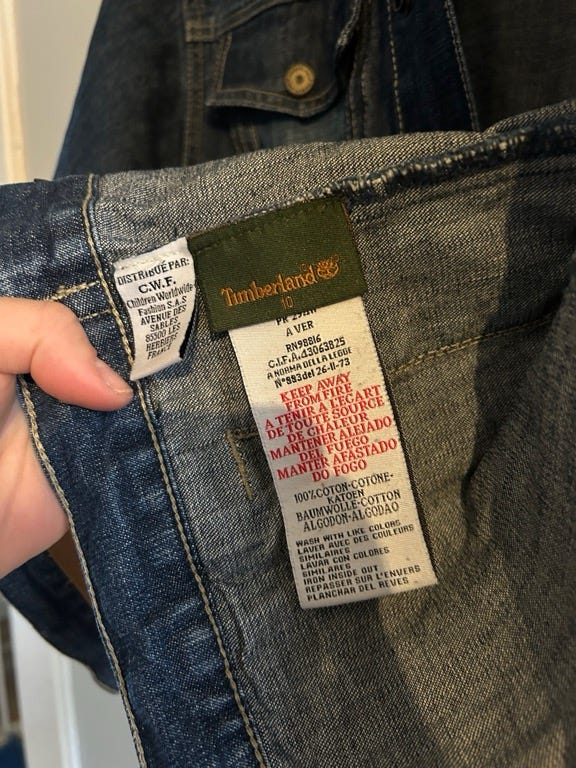 DISTRIBUÉ PAR:
C.W.F.
Children Worldwide
Fashion S.A.S
AVENUE DES
SABLES
85500 LES
HERBIERS
FRANCE
Timberland
10
A VER
RN98816
C.I.F.A.43063825
A NORMA DELLA LEGGE
N°883del 26-11-73
KEEP AWAY
FROM FIRE
A TENIR À L'ÉCART
DE TOUTE SOURCE
DE CHALEUR
MANTENER ALEJADO
DEL FUEGO
MANTER AFASTADO
DO FOGO
100%COTON-COTONE-
KATOEN
BAUMWOLLE-COTTON
ALGODON-ALGODAO
WASH WITH LIKE COLORS
LAVER AVEC DES COULEURS
SIMILAIRES
LAVAR CON COLORES
SIMILARES
IRON INSIDE OUT
REPASSER SUR L'ENVERS
PLANCHAR DEL REVES